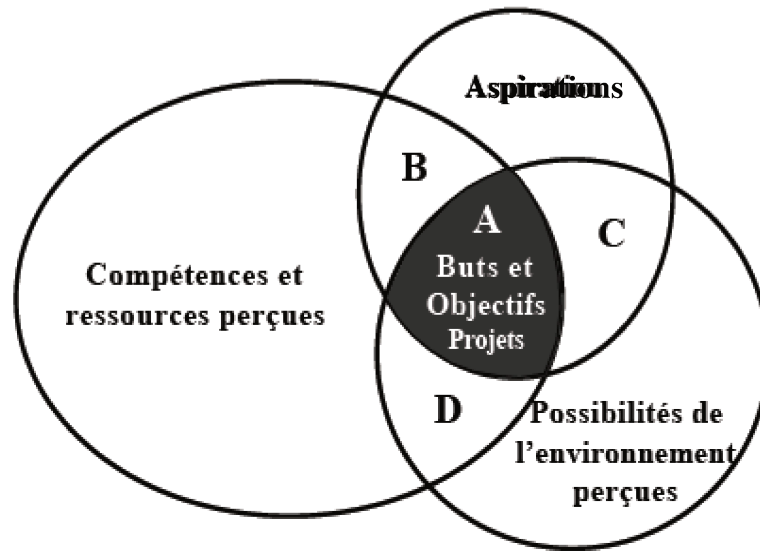 Aspirations
B
A
C
Compétences et
ressources perçues
Buts et
Objectifs
Projets
D
Possibilités de
l'environnement
perçues